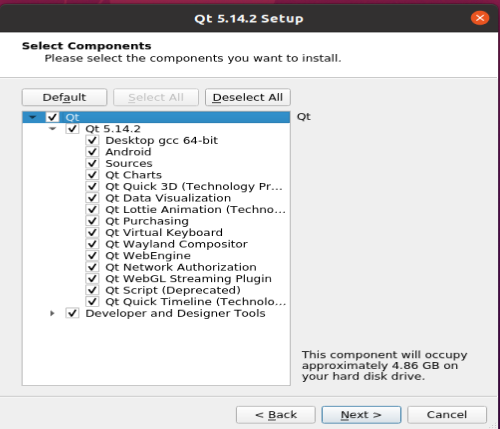 Qt 5.14.2 Setup
Select Components
Please select the components you want to install.
Default
Select All
Deselect All
Qt
Qt
Qt 5.14.2
Desktop gcc 64-bit
Android
Sources
Qt Charts
Qt Quick 3D (Technology Pr...
Qt Data Visualization
Qt Lottie Animation (Techno...
Qt Purchasing
Qt Virtual Keyboard
Qt Wayland Compositor
Qt WebEngine
Qt Network Authorization
Qt WebGL Streaming Plugin
Qt Script (Deprecated)
Qt Quick Timeline (Technolo...
Developer and Designer Tools
This component will occupy
approximately 4.86 GB on
your hard disk drive.
< Back
Next >
Cancel